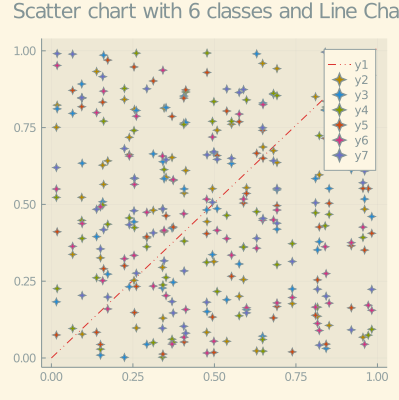 Scatter chart with 6 classes and Line Cha
1.00
0.75
0.50
0.25
0.00
0.00 0.25 0.50 0.75 1.00
y1
y2
y3
y4
y5
y6
y7